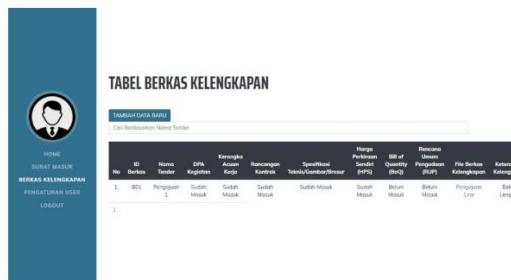 TABEL BERKAS KELENGKAPAN
TAMBAH DATA BARU
Cari Berdasarkan Nama Tender
HOME
SURAT MASUK
BERKAS KELENGKAPAN
PENGATURAN USER
LOGOUT
No ID Berkas Nama Tender DPA Kegiatan Kerangka Acuan Kerja Rancangan Kontrak Spesifikasi Teknis/Gambar/Brosur Harga Perkiraan Sendiri (HPS) Bill of Quantity (BoQ) Rencana Umum Pengadaan (RUP) File Berkas Kelengkapan
1 B01 Pengajuan 1 Sudah Masuk Sudah Masuk Sudah Masuk Sudah Masuk Sudah Masuk Belum Masuk Belum Masuk Pengajuan 1.rar
1